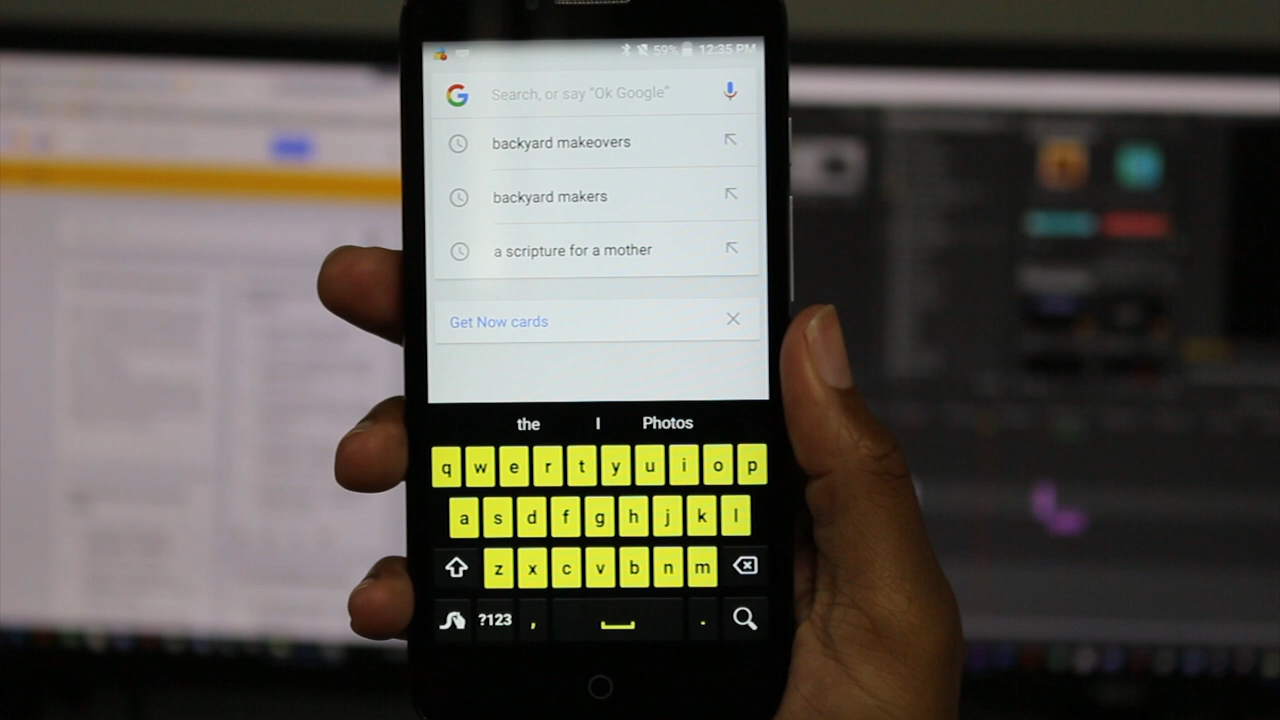 59% 12:35 PM
G Search, or say "Ok Google"
backyard makeovers
backyard makers
a scripture for a mother
Get Now cards
the I Photos
q w e r t y u i o p
a s d f g h j k l
z x c v b n m
?123 , .